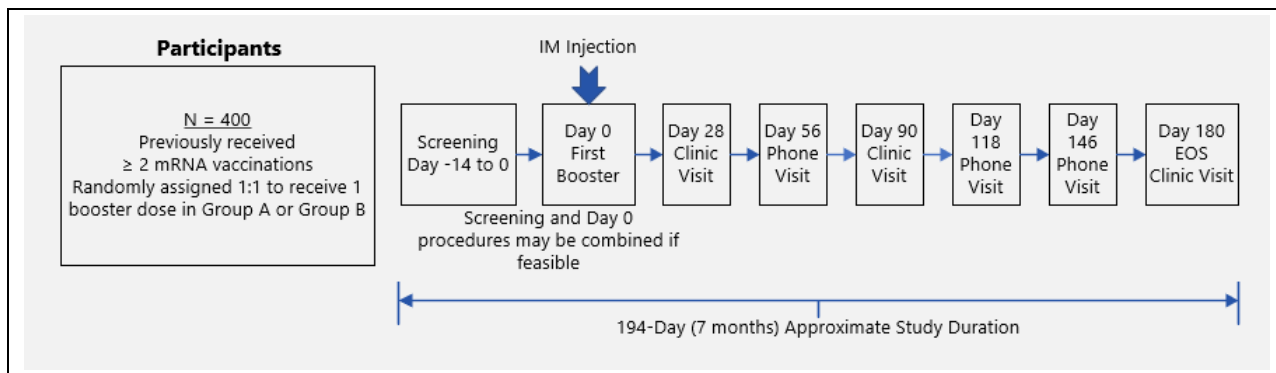 Participants
N = 400
Previously received
≥ 2 mRNA vaccinations
Randomly assigned 1:1 to receive 1
booster dose in Group A or Group B
IM Injection
Screening
Day -14 to 0
Day 0
First
Booster
Day 28
Clinic
Visit
Day 56
Phone
Visit
Day 90
Clinic
Visit
Day
118
Phone
Visit
Day
146
Phone
Visit
Day 180
EOS
Clinic Visit
Screening and Day 0
procedures may be combined if
feasible
194-Day (7 months) Approximate Study Duration